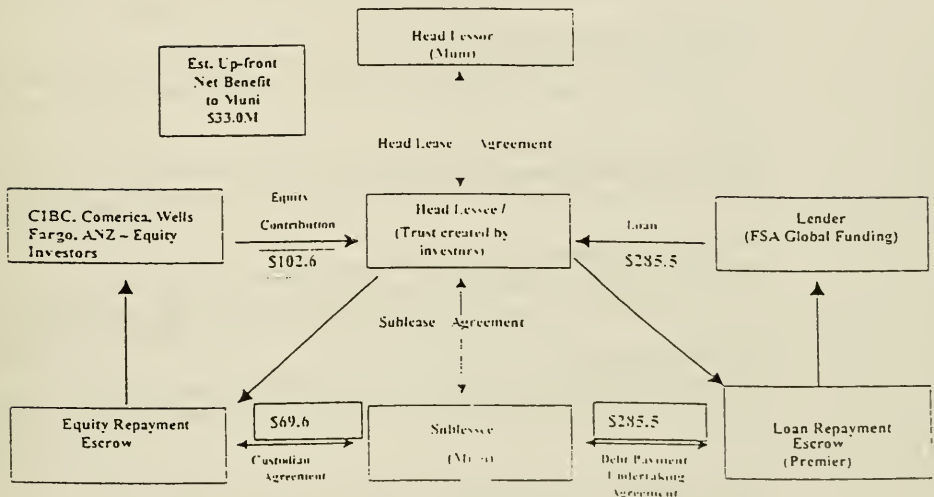 Head Lessor
(Muni)
Est. Up-front
Net Benefit
to Muni
$33.0M
Head Lease Agreement
CIBC, Comerica, Wells
Fargo, ANZ – Equity
Investors
Equity
Contribution
$102.6
Head Lessee /
(Trust created by
investors)
Loan
$285.5
Lender
(FSA Global Funding)
Sublease Agreement
Equity Repayment
Escrow
$69.6
Custodian
Agreement
Sublessee
(Muni)
$285.5
Debt Payment
Undertaking
Agreement
Loan Repayment
Escrow
(Premier)